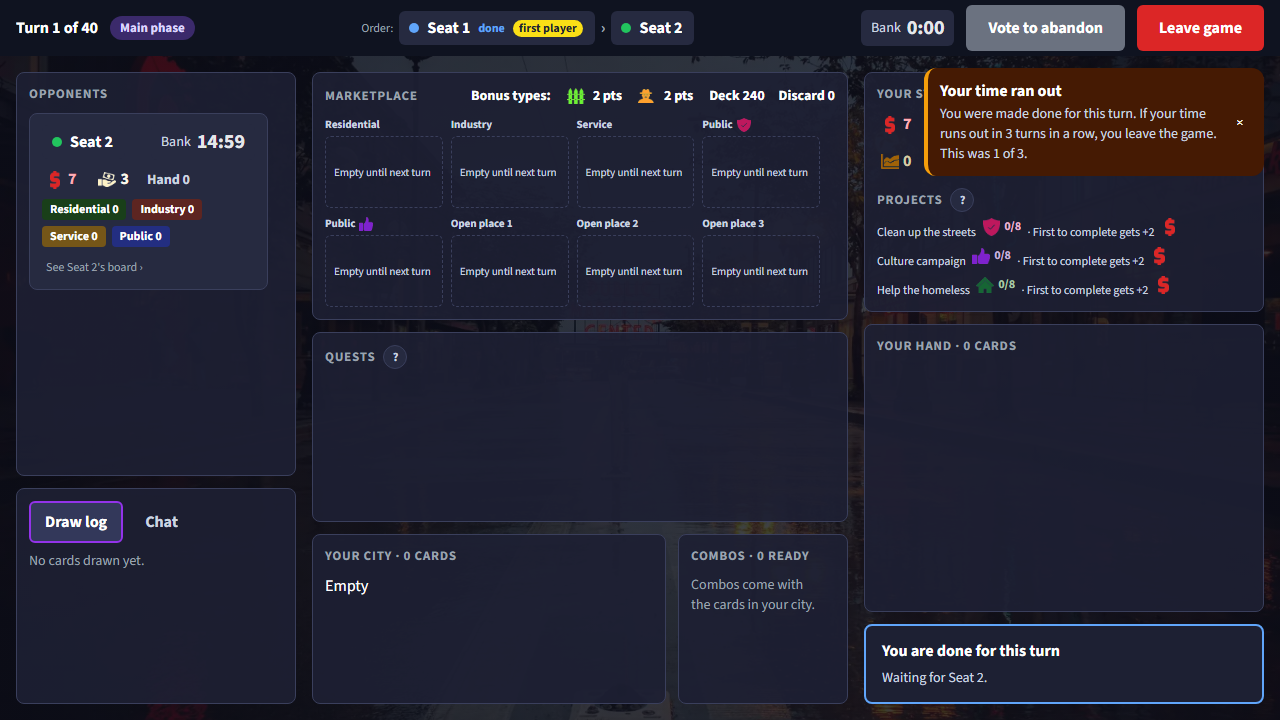 Turn 1 of 40 Main phase Order: Seat 1 done first player › Seat 2 Bank 0:00 Vote to abandon Leave game
OPPONENTS
Seat 2 Bank 14:59
7 3 Hand 0
Residential 0 Industry 0
Service 0 Public 0
See Seat 2's board ›
Draw log Chat
No cards drawn yet.
MARKETPLACE Bonus types: 2 pts 2 pts Deck 240 Discard 0
Residential Industry Service Public
Empty until next turn Empty until next turn Empty until next turn Empty until next turn
Public Open place 1 Open place 2 Open place 3
Empty until next turn Empty until next turn Empty until next turn Empty until next turn
QUESTS ?
YOUR CITY · 0 CARDS
Empty
COMBOS · 0 READY
Combos come with
the cards in your city.
YOUR S
$ 7
0
Your time ran out
You were made done for this turn. If your time
runs out in 3 turns in a row, you leave the game.
This was 1 of 3.
×
PROJECTS ?
Clean up the streets 0/8 · First to complete gets +2 $
Culture campaign 0/8 · First to complete gets +2 $
Help the homeless 0/8 · First to complete gets +2 $
YOUR HAND · 0 CARDS
You are done for this turn
Waiting for Seat 2.